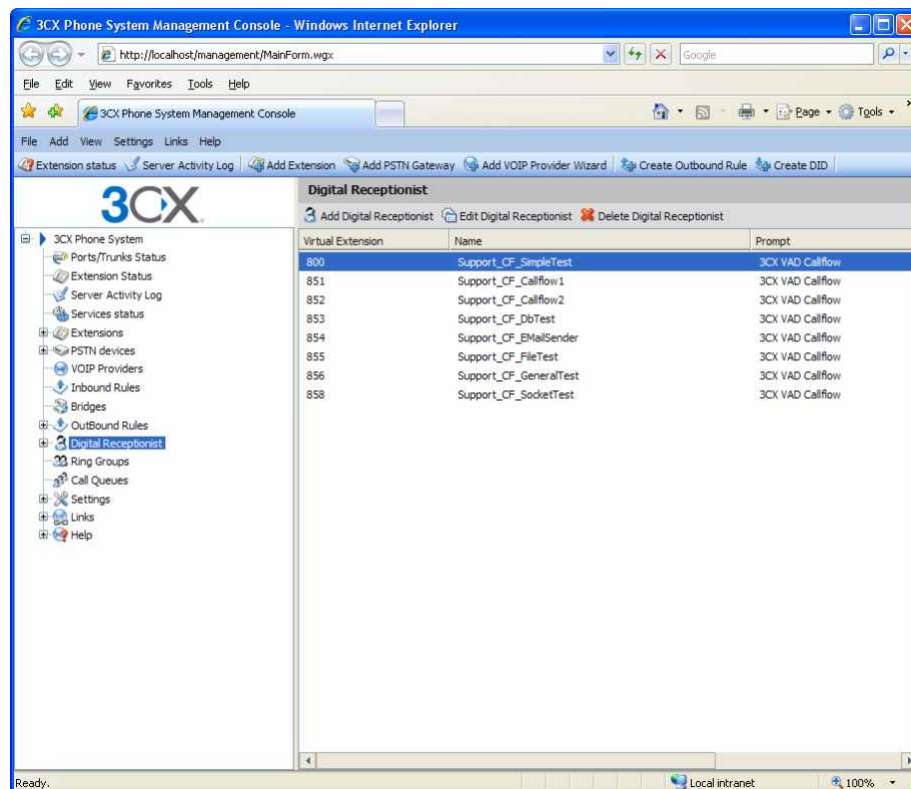 3CX Phone System Management Console - Windows Internet Explorer
http://localhost/management/MainForm.wgx
Google
File Edit View Favorites Tools Help
3CX Phone System Management Console
Page Tools
File Add View Settings Links Help
Extension status Server Activity Log Add Extension Add PSTN Gateway Add VOIP Provider Wizard Create Outbound Rule Create DID
3CX
Digital Receptionist
Add Digital Receptionist Edit Digital Receptionist Delete Digital Receptionist
3CX Phone System
Ports/Trunks Status
Extension Status
Server Activity Log
Services status
Extensions
PSTN devices
VOIP Providers
Inbound Rules
Bridges
OutBound Rules
Digital Receptionist
Ring Groups
Call Queues
Settings
Links
Help
Virtual Extension Name Prompt
800 Support_CF_SimpleTest 3CX VAD Callflow
851 Support_CF_Callflow1 3CX VAD Callflow
852 Support_CF_Callflow2 3CX VAD Callflow
853 Support_CF_DbTest 3CX VAD Callflow
854 Support_CF_EMailSender 3CX VAD Callflow
855 Support_CF_FileTest 3CX VAD Callflow
856 Support_CF_GeneralTest 3CX VAD Callflow
858 Support_CF_SocketTest 3CX VAD Callflow
Ready. Local intranet 100%